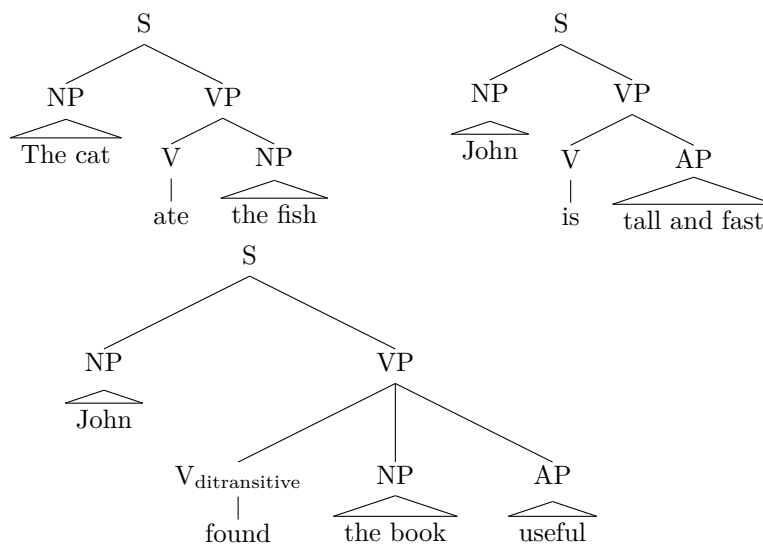 S
NP VP
The cat V NP
ate the fish
S
NP VP
John V AP
is tall and fast
S
NP VP
John
V_ditransitive NP AP
found the book useful